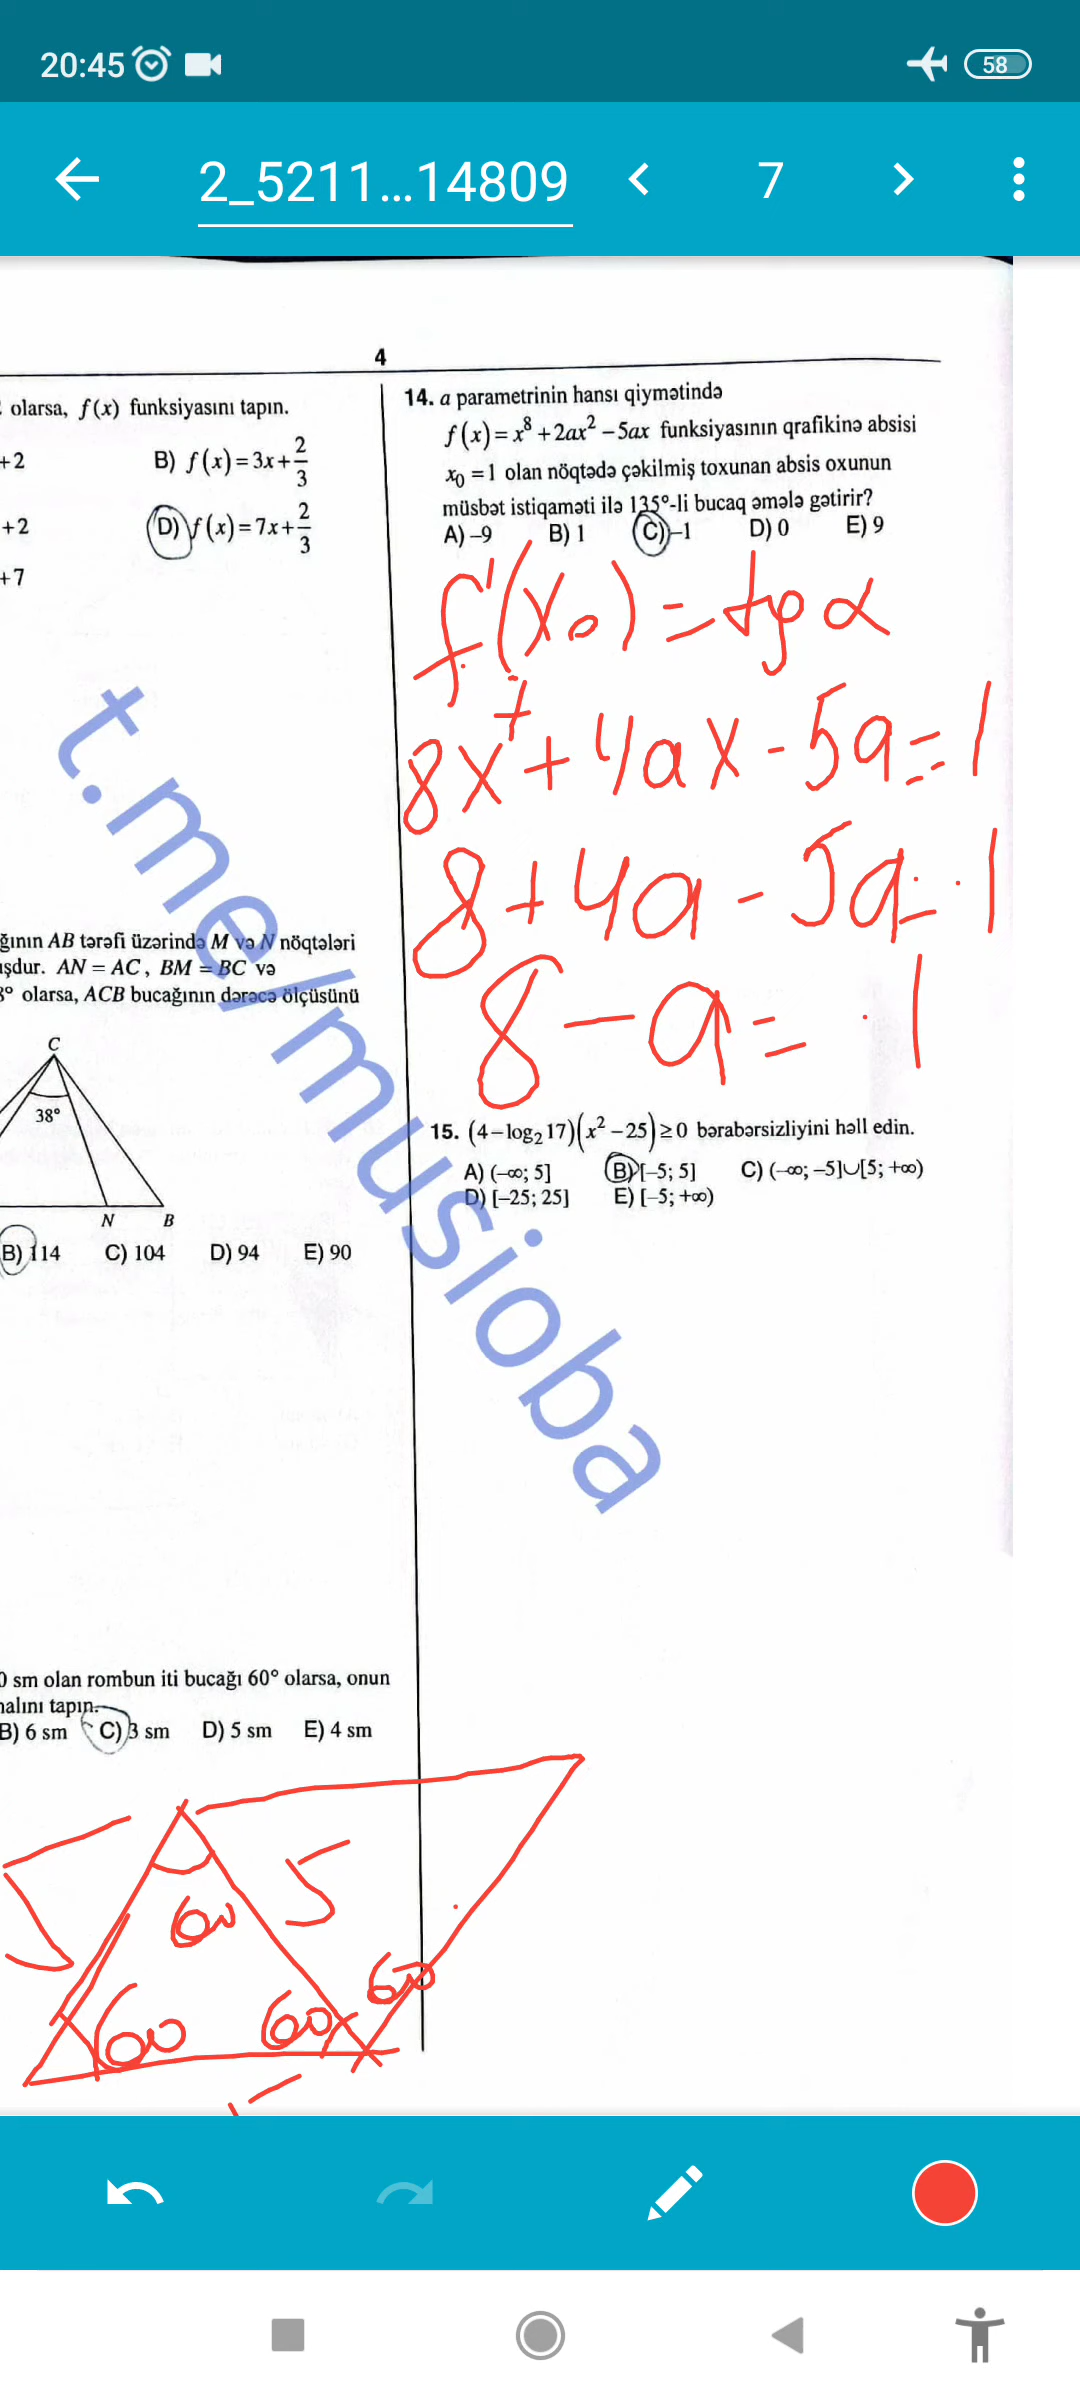 20:45
58
2_5211...14809
7
4
olarsa, f(x) funksiyasını tapın.
+2
B) f(x)=3x+2/3
+2
D) f(x)=7x+2/3
+7
ğının AB tərəfi üzərində M və N nöqtələri
ışdur. AN = AC, BM = BC və
8° olarsa, ACB bucağının dərəcə ölçüsünü
C
38°
N B
B) 114 C) 104 D) 94 E) 90
0 sm olan rombun iti bucağı 60° olarsa, onun
nalını tapın.
B) 6 sm C) 3 sm D) 5 sm E) 4 sm
5
60
5
60
60
60
14. a parametrinin hansı qiymətində
f(x)=x⁸+2ax²−5ax funksiyasının qrafikinə absisi
x₀=1 olan nöqtədə çəkilmiş toxunan absis oxunun
müsbət istiqaməti ilə 135°-li bucaq əmələ gətirir?
A) –9 B) 1 C) –1 D) 0 E) 9
f'(x₀)=tgα
8x⁷+4ax-5a=1
8+4a-5a=1
8-a=1
15. (4−log₂17)(x²−25)≥0 bərabərsizliyini həll edin.
A) (–∞; 5] B) [–5; 5] C) (–∞; –5]∪[5; +∞)
D) [–25; 25] E) [–5; +∞)
t.me/musioba